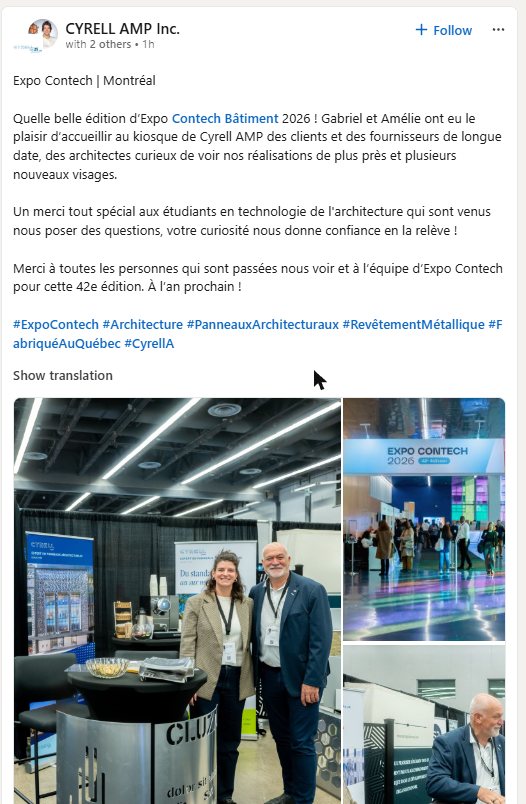 CYRELL AMP Inc.
with 2 others • 1h
+ Follow
Expo Contech | Montréal
Quelle belle édition d'Expo Contech Bâtiment 2026 ! Gabriel et Amélie ont eu le
plaisir d'accueillir au kiosque de Cyrell AMP des clients et des fournisseurs de longue
date, des architectes curieux de voir nos réalisations de plus près et plusieurs
nouveaux visages.
Un merci tout spécial aux étudiants en technologie de l'architecture qui sont venus
nous poser des questions, votre curiosité nous donne confiance en la relève !
Merci à toutes les personnes qui sont passées nous voir et à l'équipe d'Expo Contech
pour cette 42e édition. À l'an prochain !
#ExpoContech #Architecture #PanneauxArchitecturaux #RevêtementMétallique #F
abriquéAuQuébec #CyrellA
Show translation
EXPO CONTECH
2026
CYRELL
CYRELL
Du standa